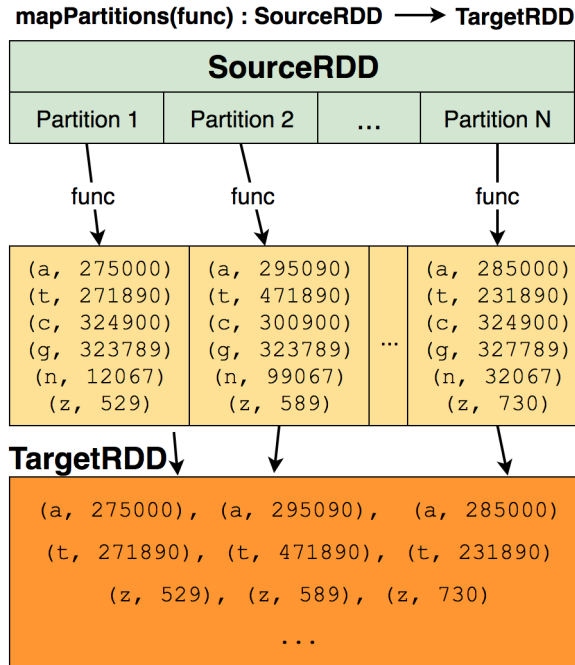 mapPartitions(func) : SourceRDD → TargetRDD
SourceRDD
Partition 1 Partition 2 ... Partition N
func func func
(a, 275000) (a, 295090) (a, 285000)
(t, 271890) (t, 471890) (t, 231890)
(c, 324900) (c, 300900) (c, 324900)
(g, 323789) (g, 323789) ... (g, 327789)
(n, 12067) (n, 99067) (n, 32067)
(z, 529) (z, 589) (z, 730)
TargetRDD
(a, 275000), (a, 295090), (a, 285000)
(t, 271890), (t, 471890), (t, 231890)
(z, 529), (z, 589), (z, 730)
...